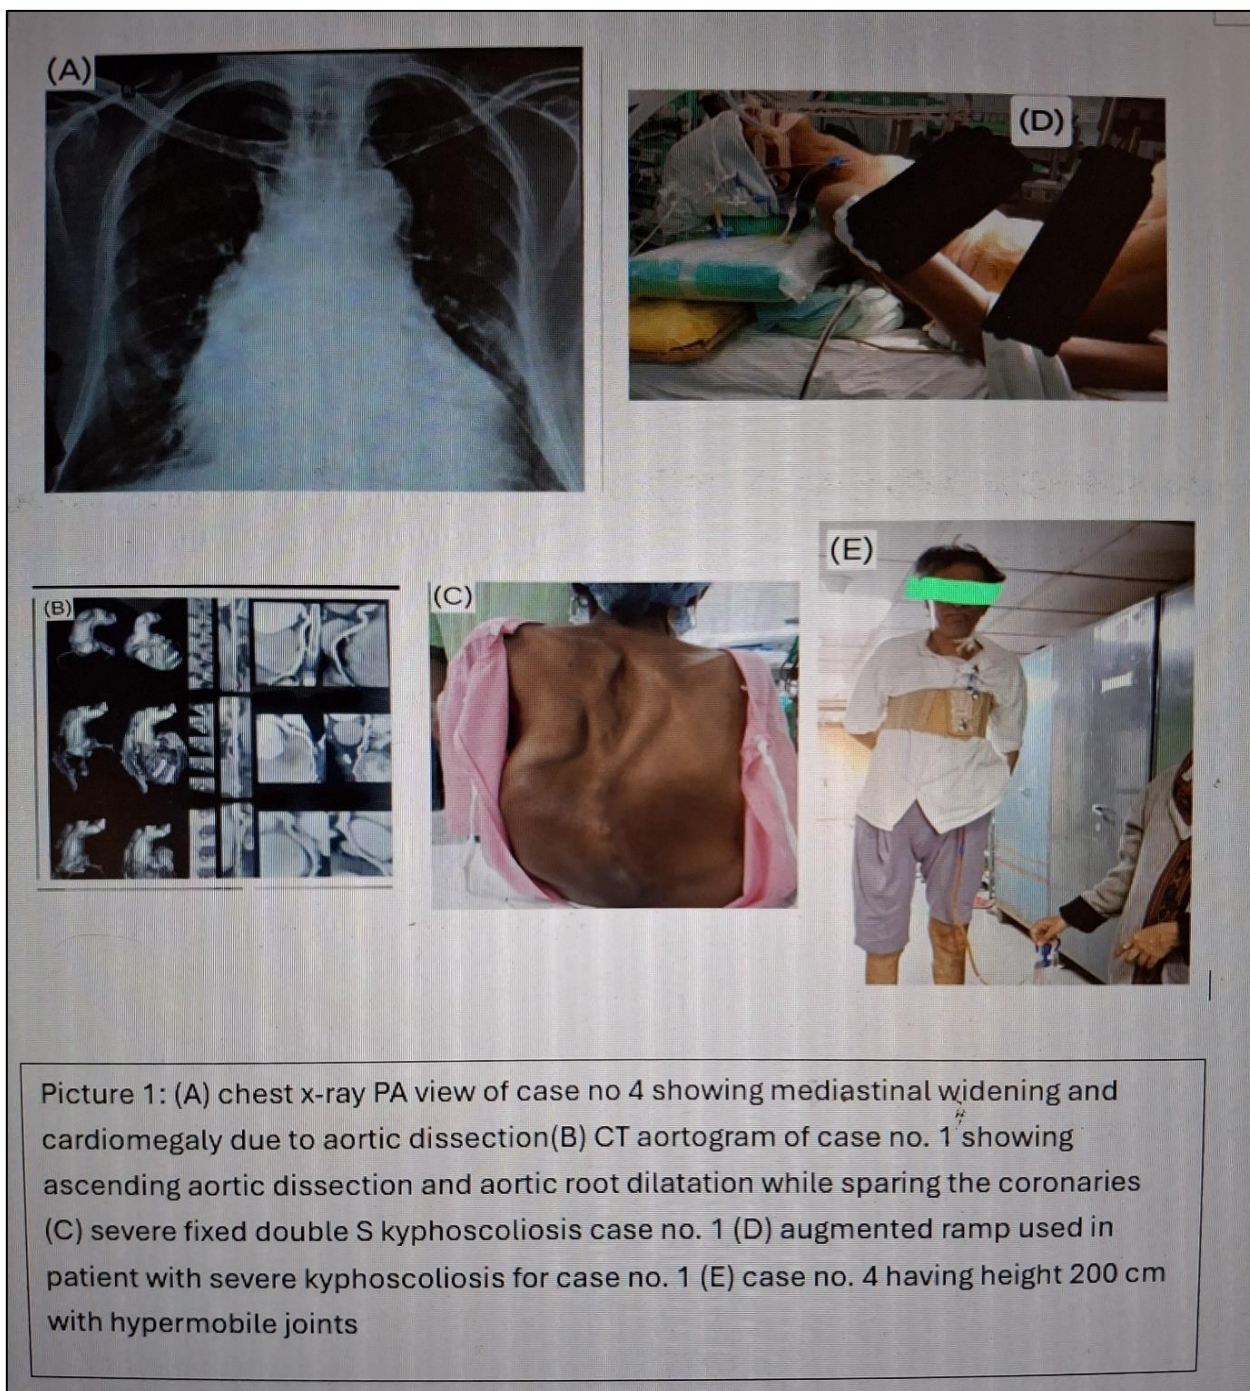 (A)
(D)
(B)
(C)
(E)
Picture 1: (A) chest x-ray PA view of case no 4 showing mediastinal widening and
cardiomegaly due to aortic dissection(B) CT aortogram of case no. 1 showing
ascending aortic dissection and aortic root dilatation while sparing the coronaries
(C) severe fixed double S kyphoscoliosis case no. 1 (D) augmented ramp used in
patient with severe kyphoscoliosis for case no. 1 (E) case no. 4 having height 200 cm
with hypermobile joints